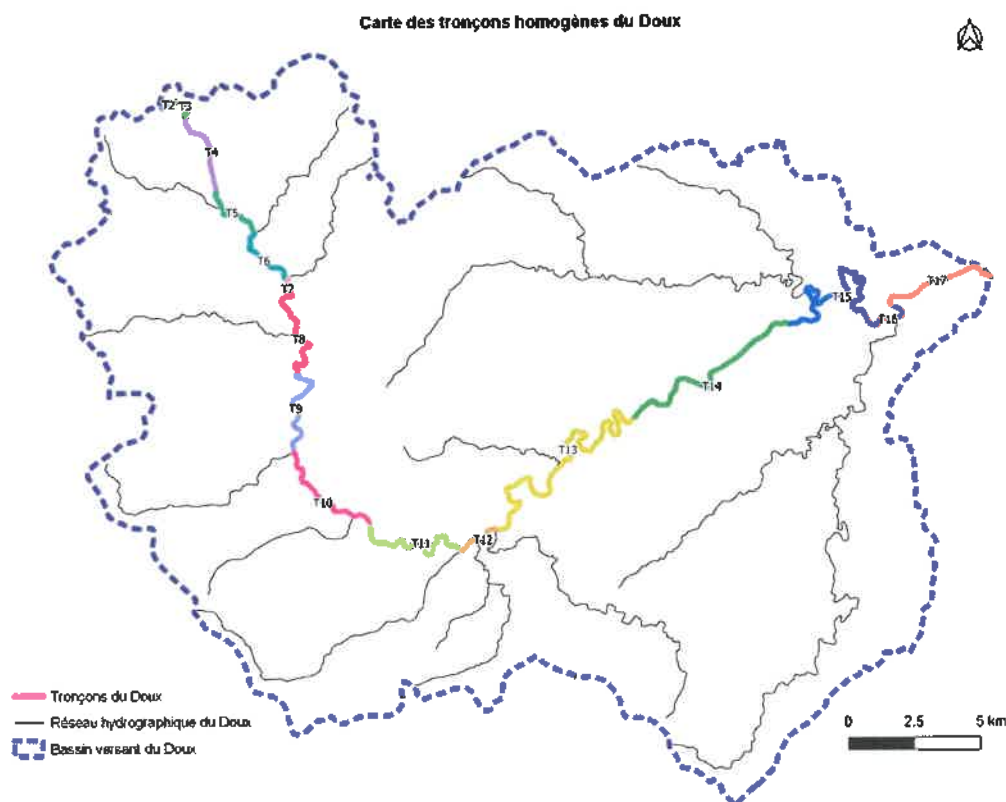 Carte des tronçons homogènes du Doux
T2 T3
T4
T5
T6
T7
T8
T9
T10
T11
T12
T13
T14
T15
T16
T17
Tronçons du Doux
Réseau hydrographique du Doux
Bassin versant du Doux
0 2.5 5 km